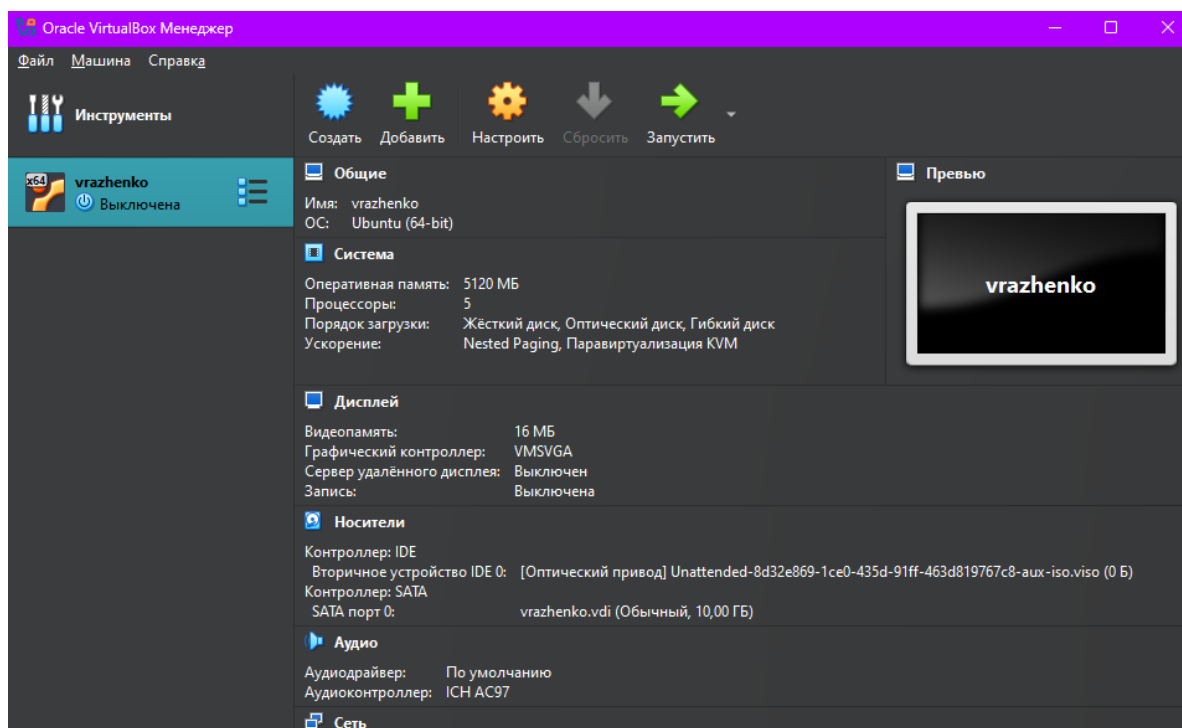 Oracle VirtualBox Менеджер
Файл Машина Справка
Инструменты
Создать Добавить Настроить Сбросить Запустить
x64
vrazhenko
Выключена
Общие
Имя: vrazhenko
ОС: Ubuntu (64-bit)
Превью
vrazhenko
Система
Оперативная память: 5120 МБ
Процессоры: 5
Порядок загрузки: Жёсткий диск, Оптический диск, Гибкий диск
Ускорение: Nested Paging, Паравиртуализация KVM
Дисплей
Видеопамять: 16 МБ
Графический контроллер: VMSVGA
Сервер удалённого дисплея: Выключен
Запись: Выключена
Носители
Контроллер: IDE
Вторичное устройство IDE 0: [Оптический привод] Unattended-8d32e869-1ce0-435d-91ff-463d819767c8-aux-iso.viso (0 Б)
Контроллер: SATA
SATA порт 0: vrazhenko.vdi (Обычный, 10,00 ГБ)
Аудио
Аудиодрайвер: По умолчанию
Аудиоконтроллер: ICH AC97
Сеть